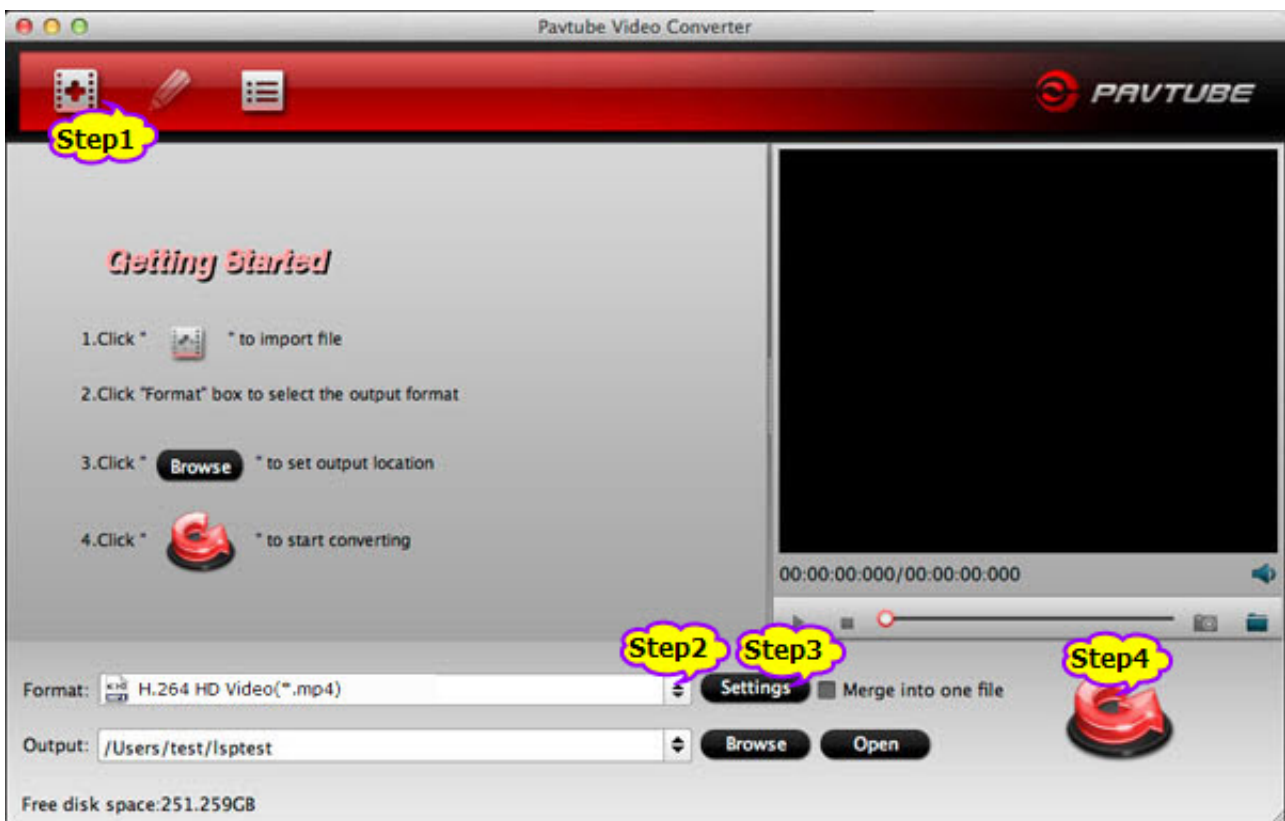 Pavtube Video Converter
PAVTUBE
Step1
Getting Started
1.Click " " to import file
2.Click "Format" box to select the output format
3.Click " Browse " to set output location
4.Click " " to start converting
00:00:00:000/00:00:00:000
Step2
Step3
Step4
Format: H.264 HD Video(*.mp4) Settings Merge into one file
Output: /Users/test/lsptest Browse Open
Free disk space:251.259GB